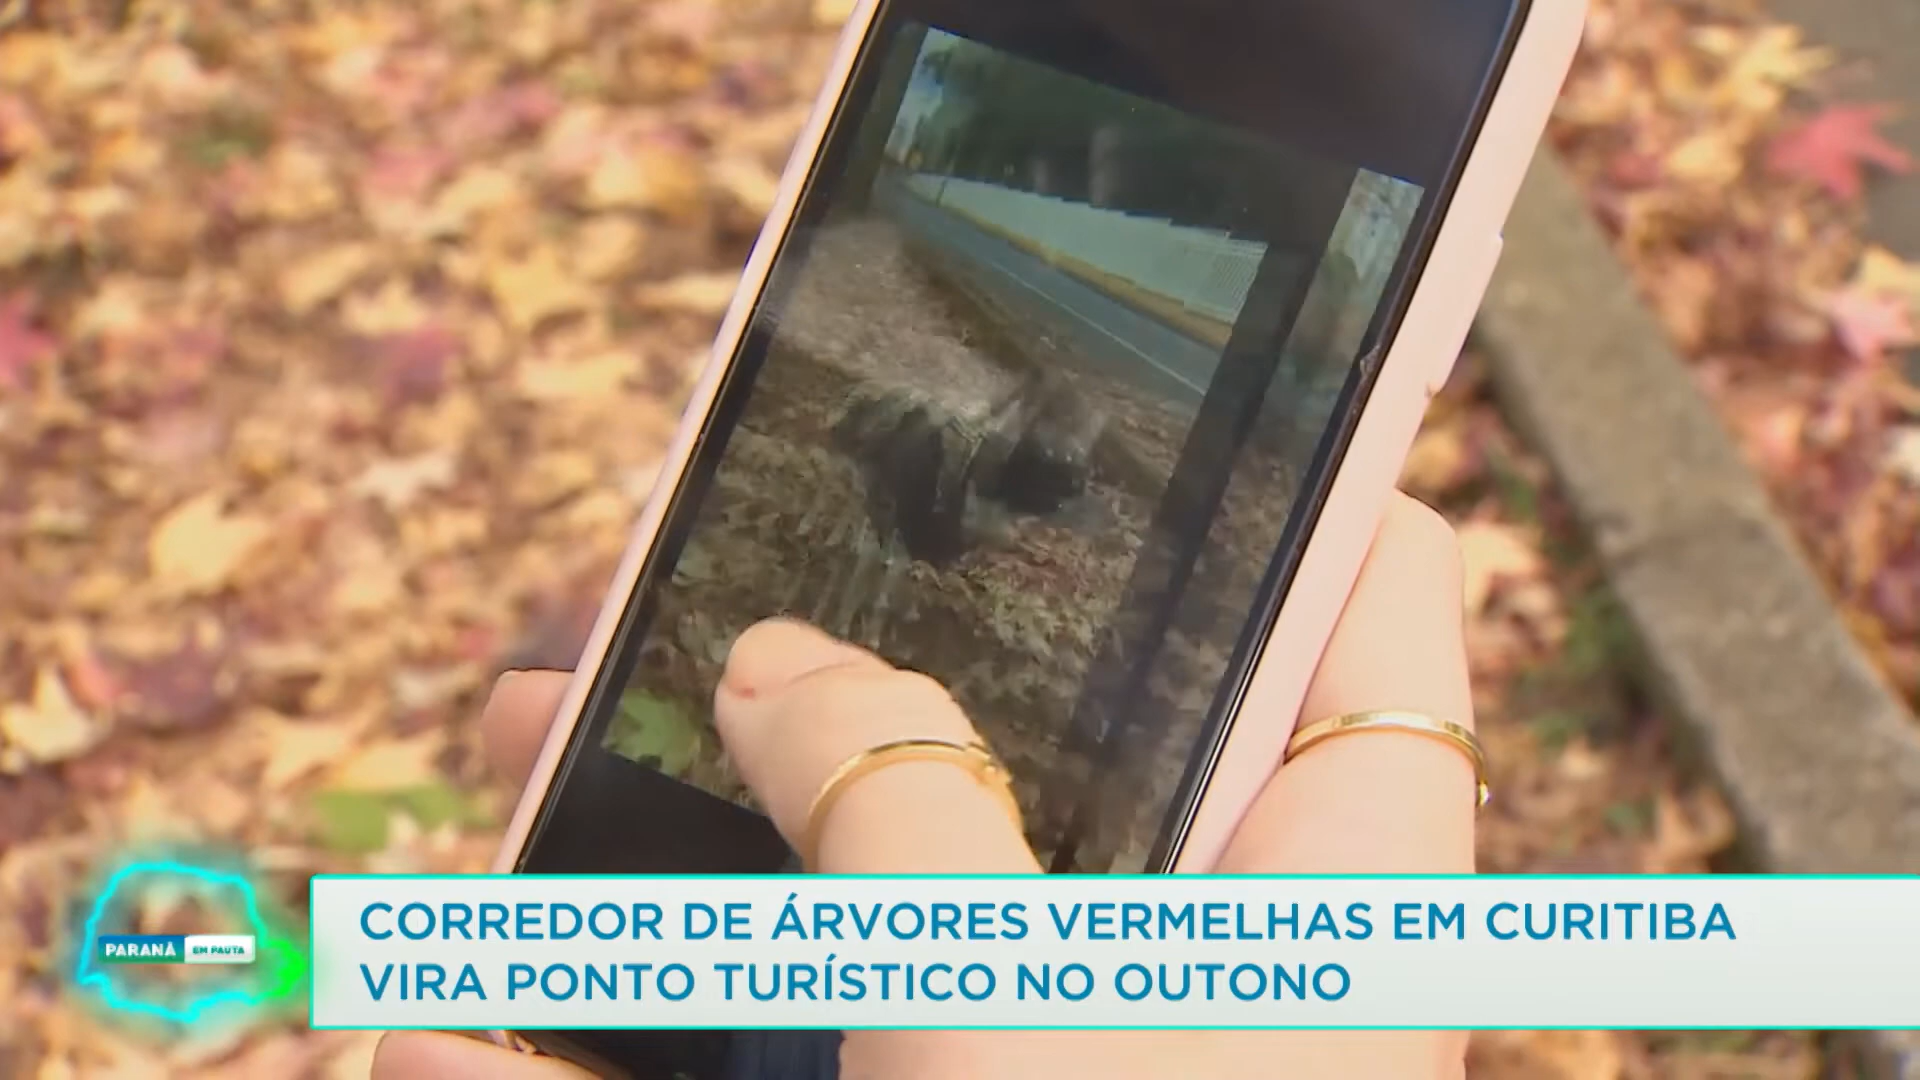 CORREDOR DE ÁRVORES VERMELHAS EM CURITIBA
VIRA PONTO TURÍSTICO NO OUTONO
PARANÁ EM PAUTA